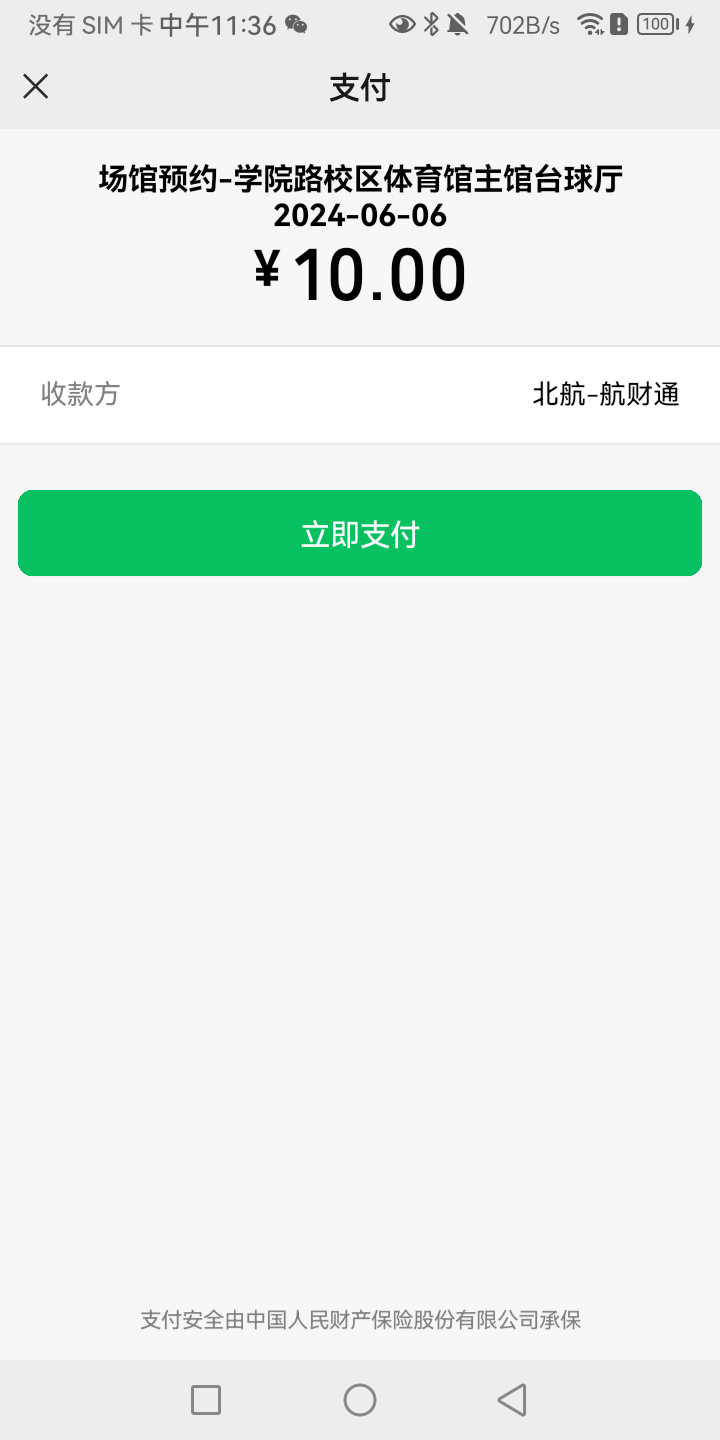 没有 SIM 卡 中午11:36 702B/s 100
支付
场馆预约-学院路校区体育馆主馆台球厅
2024-06-06
¥10.00
收款方 北航-航财通
立即支付
支付安全由中国人民财产保险股份有限公司承保